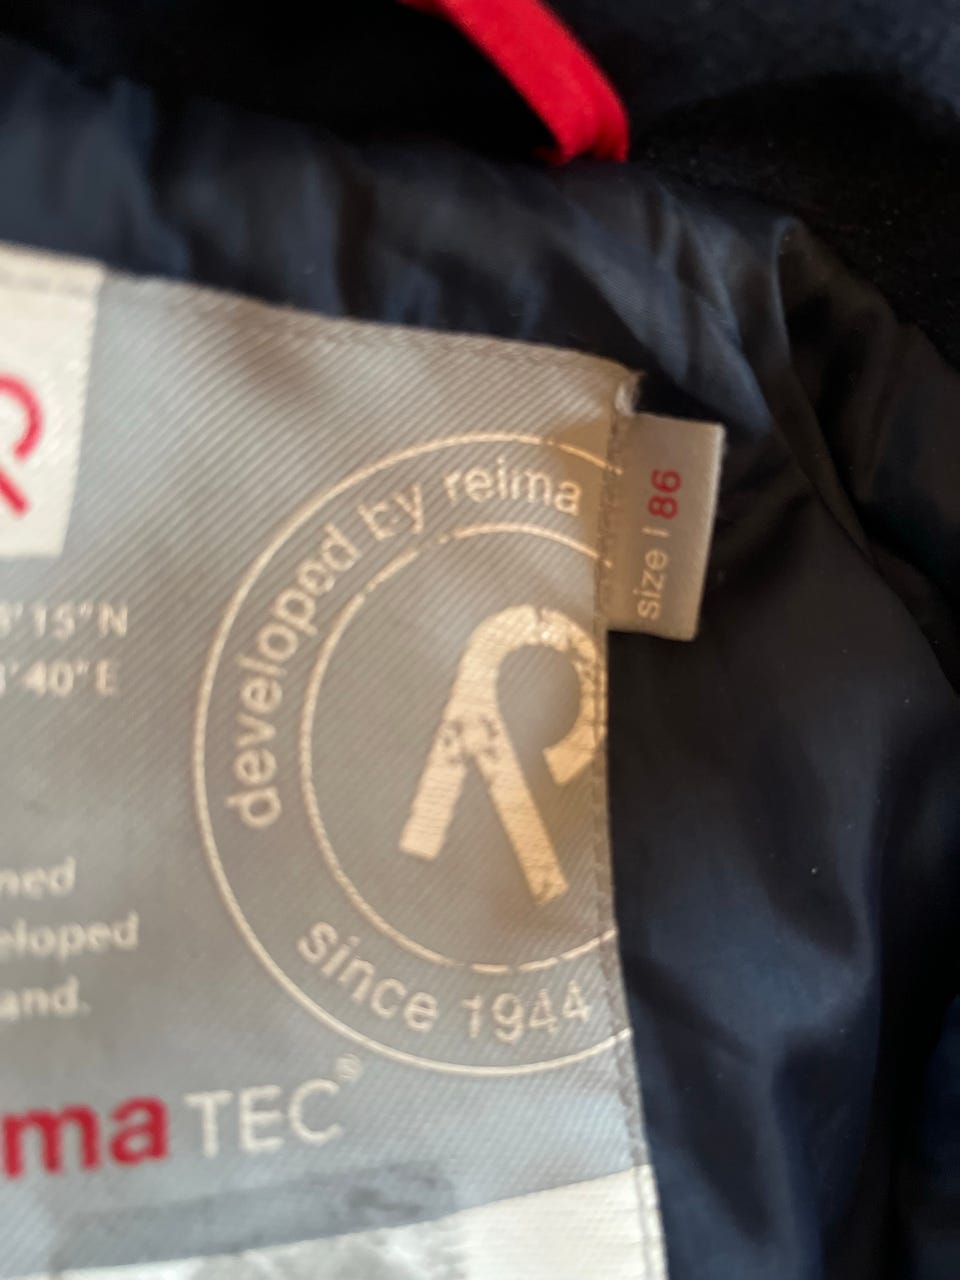 developed by reima
size | 86
'15"N
'40"E
ned
eloped
and.
since 1944
ma TEC®